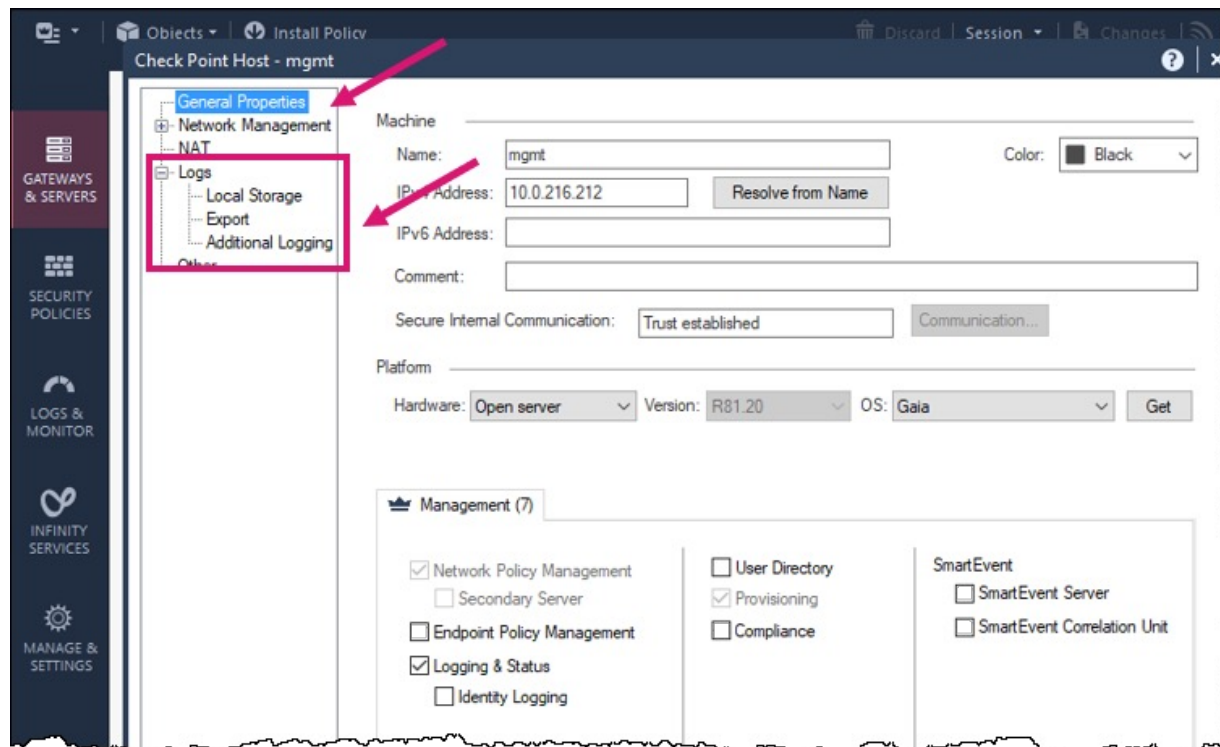 Objects
Install Policy
Discard
Session
Changes
Check Point Host - mgmt
?
×
GATEWAYS
& SERVERS
SECURITY
POLICIES
LOGS &
MONITOR
INFINITY
SERVICES
MANAGE &
SETTINGS
General Properties
Network Management
NAT
Logs
Local Storage
Export
Additional Logging
Other
Machine
Name: mgmt
Color: Black
IPv4 Address: 10.0.216.212
Resolve from Name
IPv6 Address:
Comment:
Secure Internal Communication: Trust established
Communication...
Platform
Hardware: Open server
Version: R81.20
OS: Gaia
Get
Management (7)
Network Policy Management
Secondary Server
Endpoint Policy Management
Logging & Status
Identity Logging
User Directory
Provisioning
Compliance
SmartEvent
SmartEvent Server
SmartEvent Correlation Unit